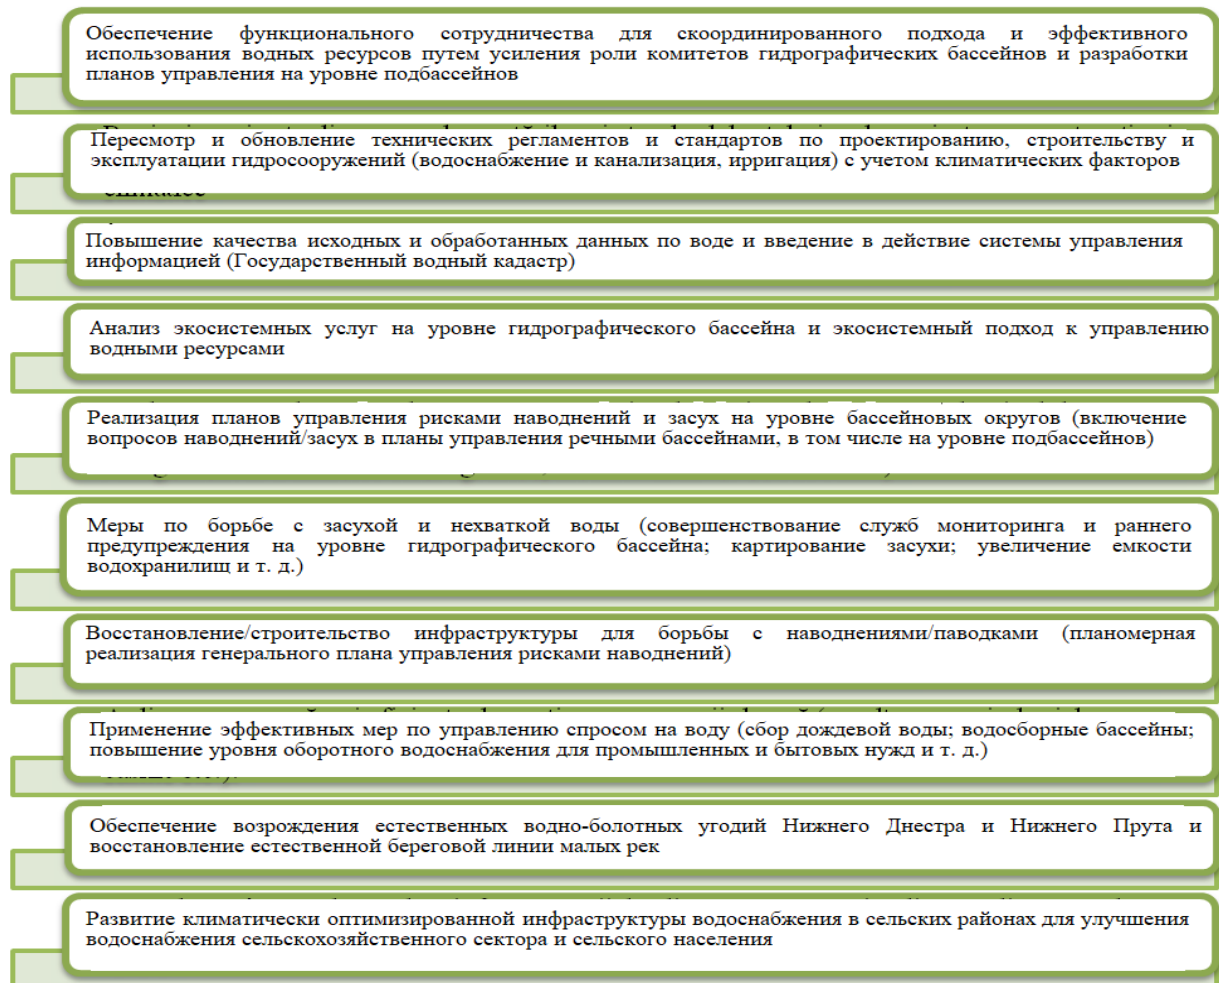 Обеспечение функционального сотрудничества для скоординированного подхода и эффективного
использования водных ресурсов путем усиления роли комитетов гидрографических бассейнов и разработки
планов управления на уровне подбассейнов
Пересмотр и обновление технических регламентов и стандартов по проектированию, строительству и
эксплуатации гидросооружений (водоснабжение и канализация, ирригация) с учетом климатических факторов
Повышение качества исходных и обработанных данных по воде и введение в действие системы управления
информацией (Государственный водный кадастр)
Анализ экосистемных услуг на уровне гидрографического бассейна и экосистемный подход к управлению
водными ресурсами
Реализация планов управления рисками наводнений и засух на уровне бассейновых округов (включение
вопросов наводнений/засух в планы управления речными бассейнами, в том числе на уровне подбассейнов)
Меры по борьбе с засухой и нехваткой воды (совершенствование служб мониторинга и раннего
предупреждения на уровне гидрографического бассейна; картирование засухи; увеличение емкости
водохранилищ и т. д.)
Восстановление/строительство инфраструктуры для борьбы с наводнениями/паводками (планомерная
реализация генерального плана управления рисками наводнений)
Применение эффективных мер по управлению спросом на воду (сбор дождевой воды; водосборные бассейны;
повышение уровня оборотного водоснабжения для промышленных и бытовых нужд и т. д.)
Обеспечение возрождения естественных водно-болотных угодий Нижнего Днестра и Нижнего Прута и
восстановление естественной береговой линии малых рек
Развитие климатически оптимизированной инфраструктуры водоснабжения в сельских районах для улучшения
водоснабжения сельскохозяйственного сектора и сельского населения